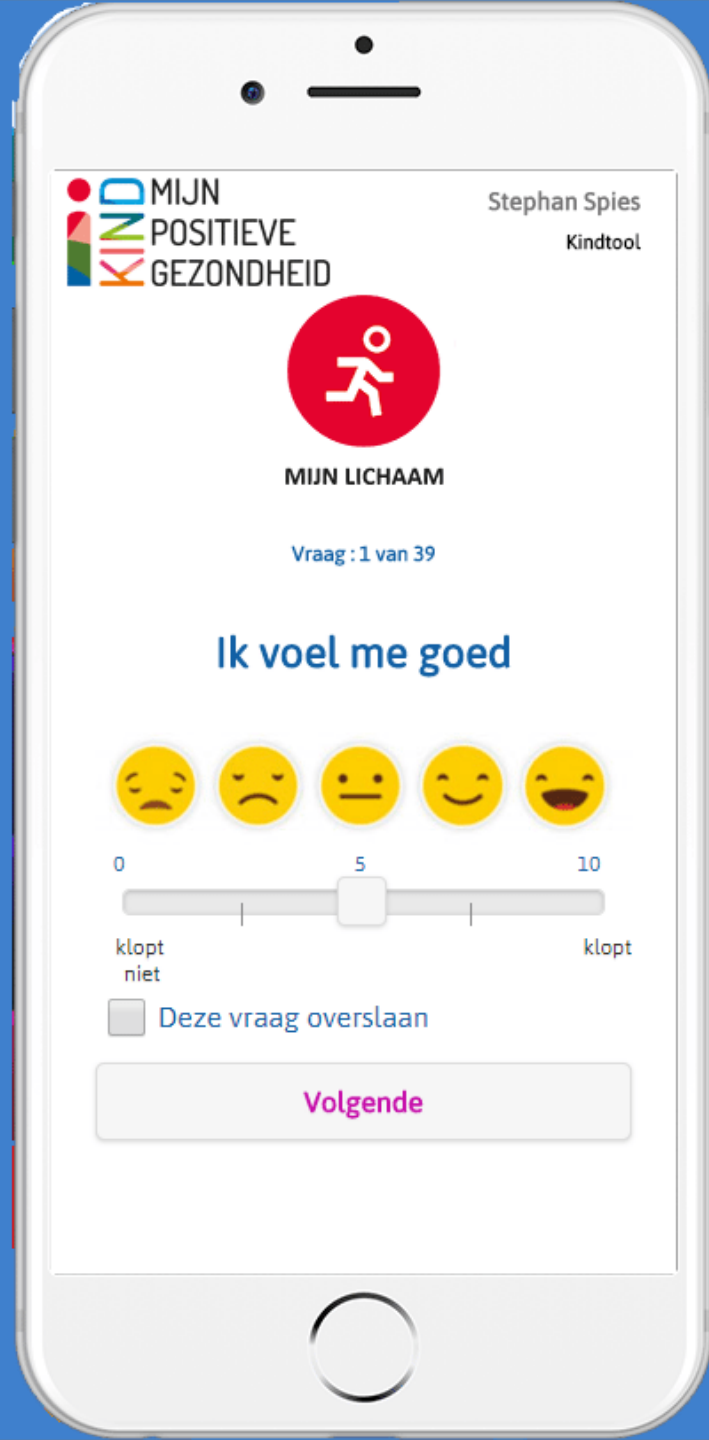 KIND
MIJN
POSITIEVE
GEZONDHEID
Stephan Spies
Kindtool
MIJN LICHAAM
Vraag : 1 van 39
Ik voel me goed
0 5 10
klopt niet
klopt
Deze vraag overslaan
Volgende